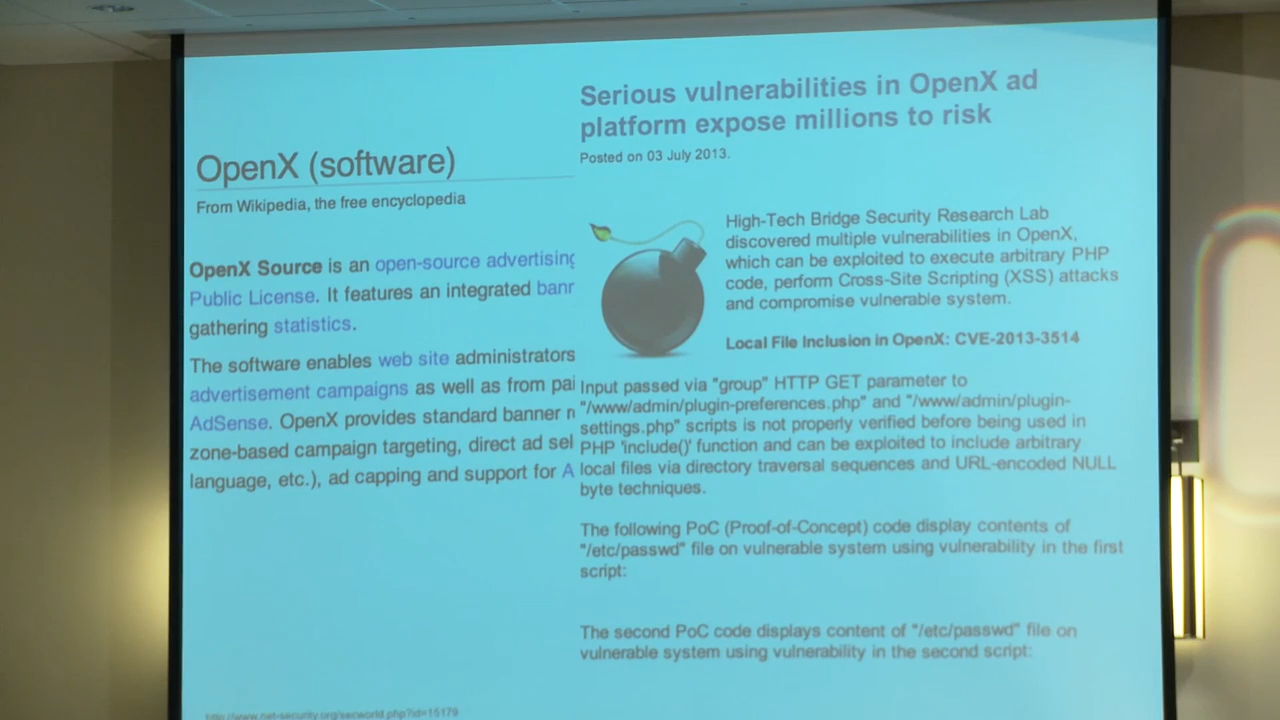 OpenX (software)
From Wikipedia, the free encyclopedia
OpenX Source is an open-source advertising
Public License. It features an integrated bann
gathering statistics.
The software enables web site administrators
advertisement campaigns as well as from pai
AdSense. OpenX provides standard banner r
zone-based campaign targeting, direct ad sel
language, etc.), ad capping and support for A
Serious vulnerabilities in OpenX ad
platform expose millions to risk
Posted on 03 July 2013.
High-Tech Bridge Security Research Lab
discovered multiple vulnerabilities in OpenX,
which can be exploited to execute arbitrary PHP
code, perform Cross-Site Scripting (XSS) attacks
and compromise vulnerable system.
Local File Inclusion in OpenX: CVE-2013-3514
Input passed via "group" HTTP GET parameter to
"/www/admin/plugin-preferences.php" and "/www/admin/plugin-
settings.php" scripts is not properly verified before being used in
PHP 'include()' function and can be exploited to include arbitrary
local files via directory traversal sequences and URL-encoded NULL
byte techniques.
The following PoC (Proof-of-Concept) code display contents of
"/etc/passwd" file on vulnerable system using vulnerability in the first
script:
The second PoC code displays content of "/etc/passwd" file on
vulnerable system using vulnerability in the second script:
http://www.net-security.org/secworld.php?id=15179